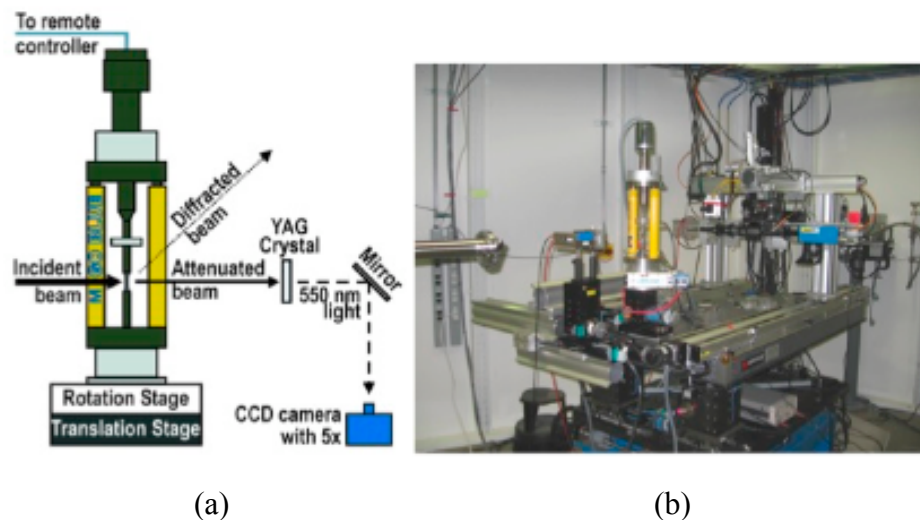 To remote
controller
Diffracted
beam
YAG
Crystal
Mirror
Incident
beam
Attenuated
beam
550 nm
light
Rotation Stage
Translation Stage
CCD camera
with 5x
(a)
(b)